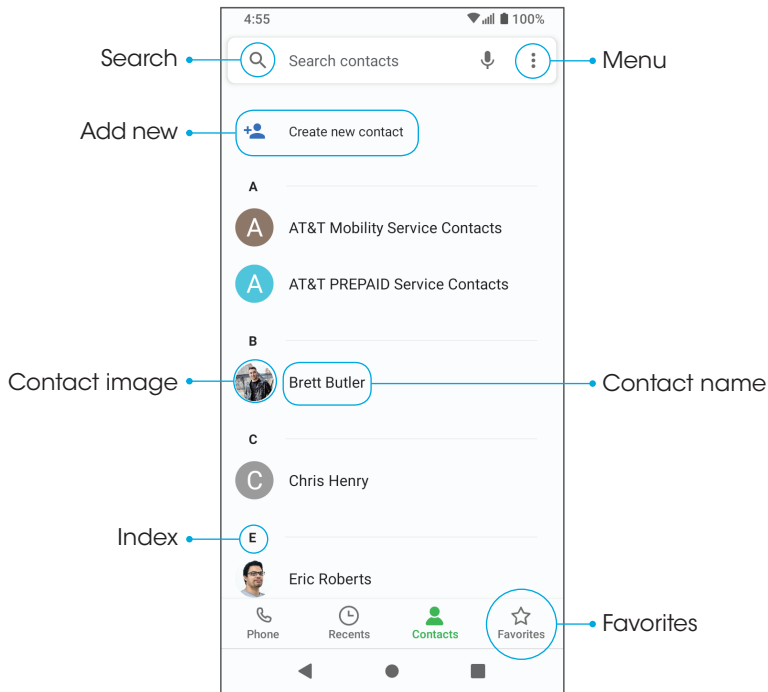 4:55
100%
Search
Search contacts
Menu
Add new
Create new contact
A
A
AT&T Mobility Service Contacts
A
AT&T PREPAID Service Contacts
B
Contact image
Brett Butler
Contact name
C
C
Chris Henry
Index
E
Eric Roberts
Phone
Recents
Contacts
Favorites
Favorites